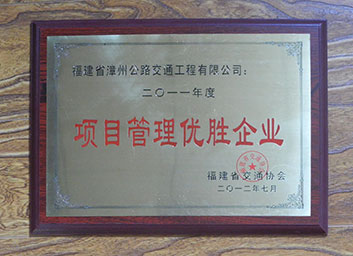 福建省漳州公路交通工程有限公司：
二〇一一年度
项目管理优胜企业
福建省交通协会
二〇一二年七月